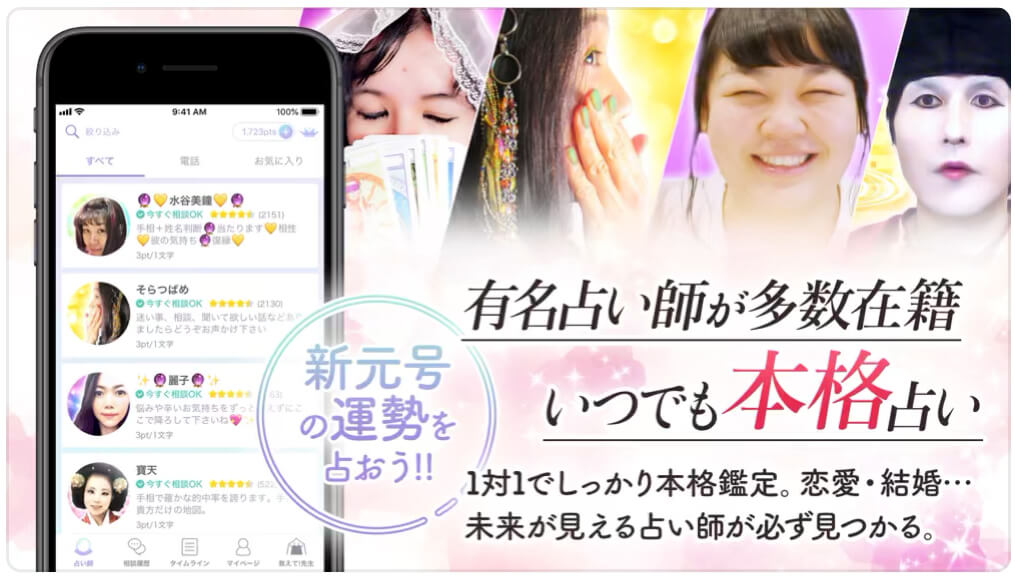 9:41 AM
100%
絞り込み
1,723pts
すべて
電話
お気に入り
🔮💛水谷美鐘💛🔮
今すぐ相談OK
(2151)
手相+姓名判断🔮当たります💛相性
💛彼の気持ち🔮復縁💛
3pt/1文字
そらつばめ
今すぐ相談OK
(2130)
迷い事、相談、聞いて欲しい話など
ましたらどうぞお声かけ下さい
3pt/1文字
✨🔮麗子🔮✨
今すぐ相談OK
63)
悩みや辛いお気持ちをずっと えずにこ
こで降ろして下さいね💖✨
3pt/1文字
寶天
今すぐ相談OK
(522
手相で確かな的中率を誇ります。手
貴方だけの地図。
3pt/1文字
占い師
相談履歴
タイムライン
マイページ
教えて!先生
新元号
の運勢を
占おう!!
有名占い師が多数在籍
いつでも本格占い
1対1でしっかり本格鑑定。恋愛・結婚…
未来が見える占い師が必ず見つかる。